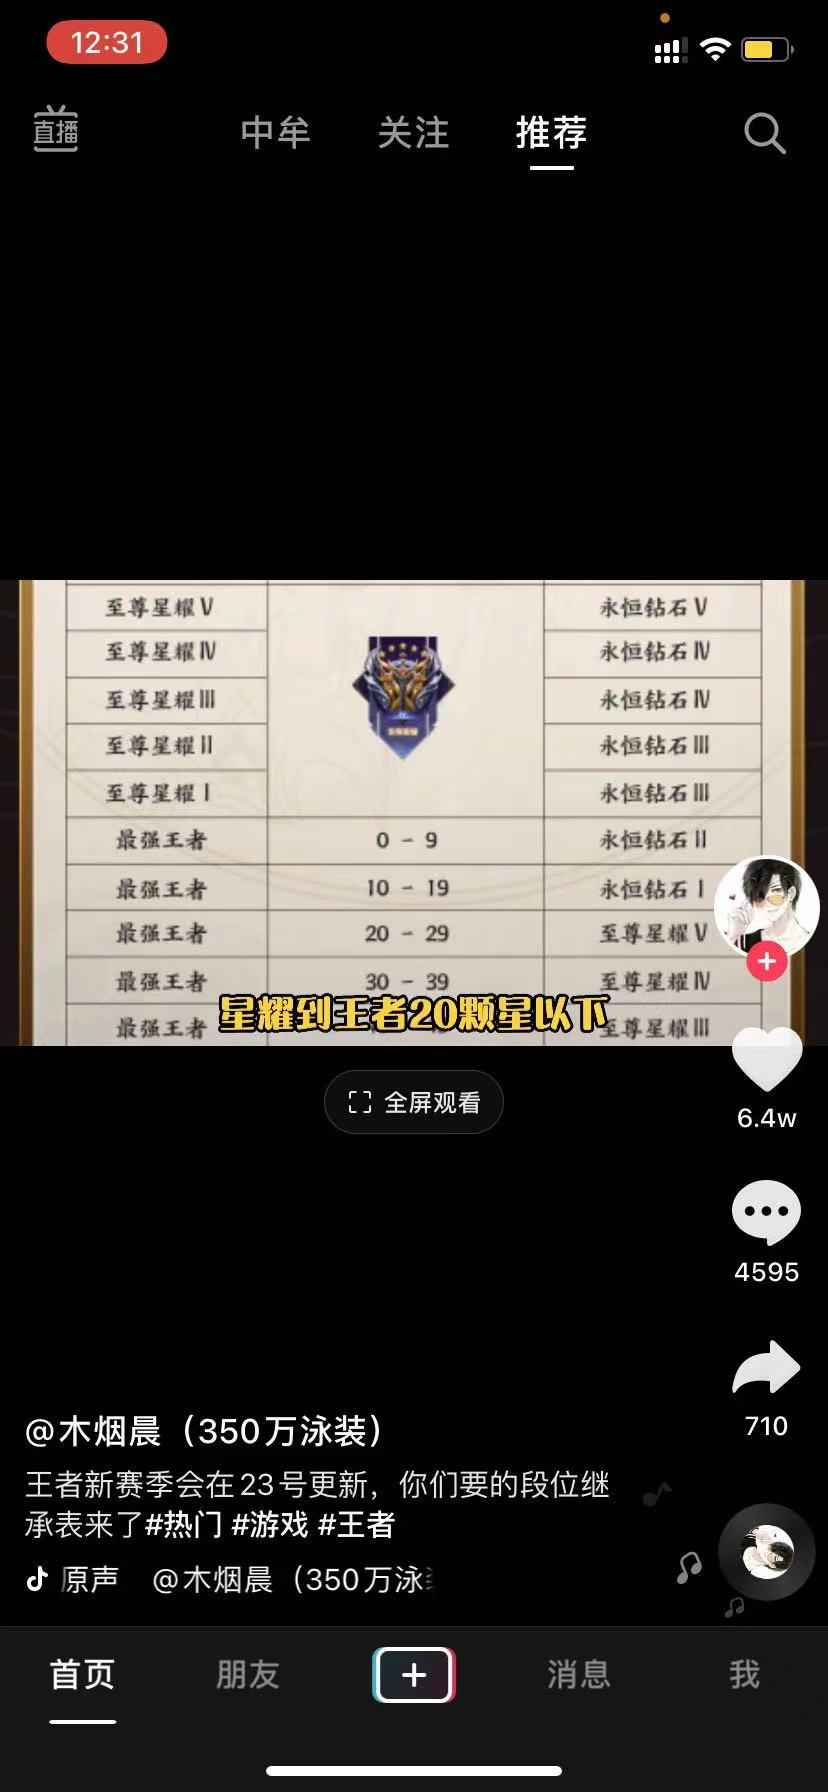 12:31
直播
中牟
关注
推荐
至尊星耀V
永恒钻石V
至尊星耀IV
永恒钻石IV
至尊星耀III
永恒钻石IV
至尊星耀II
永恒钻石III
至尊星耀I
永恒钻石III
最强王者
0 - 9
永恒钻石II
最强王者
10 - 19
永恒钻石I
最强王者
20 - 29
至尊星耀V
最强王者
30 - 39
至尊星耀IV
最强王者
至尊星耀III
星耀到王者20颗星以下
全屏观看
6.4w
4595
710
@木烟晨（350万泳装）
王者新赛季会在23号更新，你们要的段位继
承表来了#热门 #游戏 #王者
原声 @木烟晨（350万泳
首页
朋友
消息
我